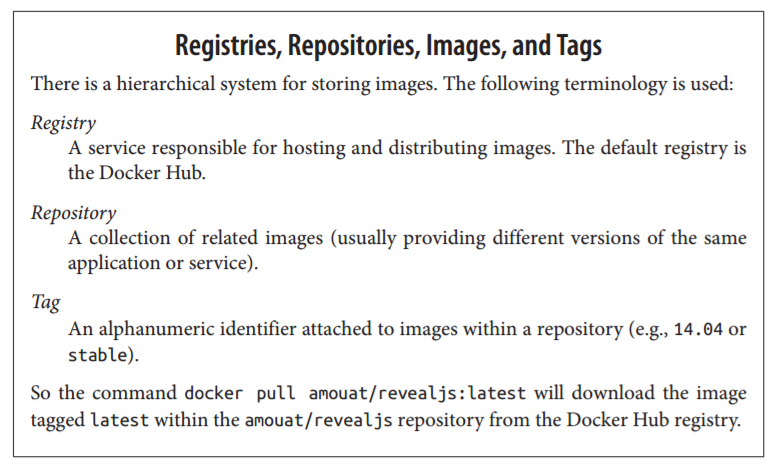 Registries, Repositories, Images, and Tags
There is a hierarchical system for storing images. The following terminology is used:
Registry
A service responsible for hosting and distributing images. The default registry is
the Docker Hub.
Repository
A collection of related images (usually providing different versions of the same
application or service).
Tag
An alphanumeric identifier attached to images within a repository (e.g., 14.04 or
stable).
So the command docker pull amouat/revealjs:latest will download the image
tagged latest within the amouat/revealjs repository from the Docker Hub registry.